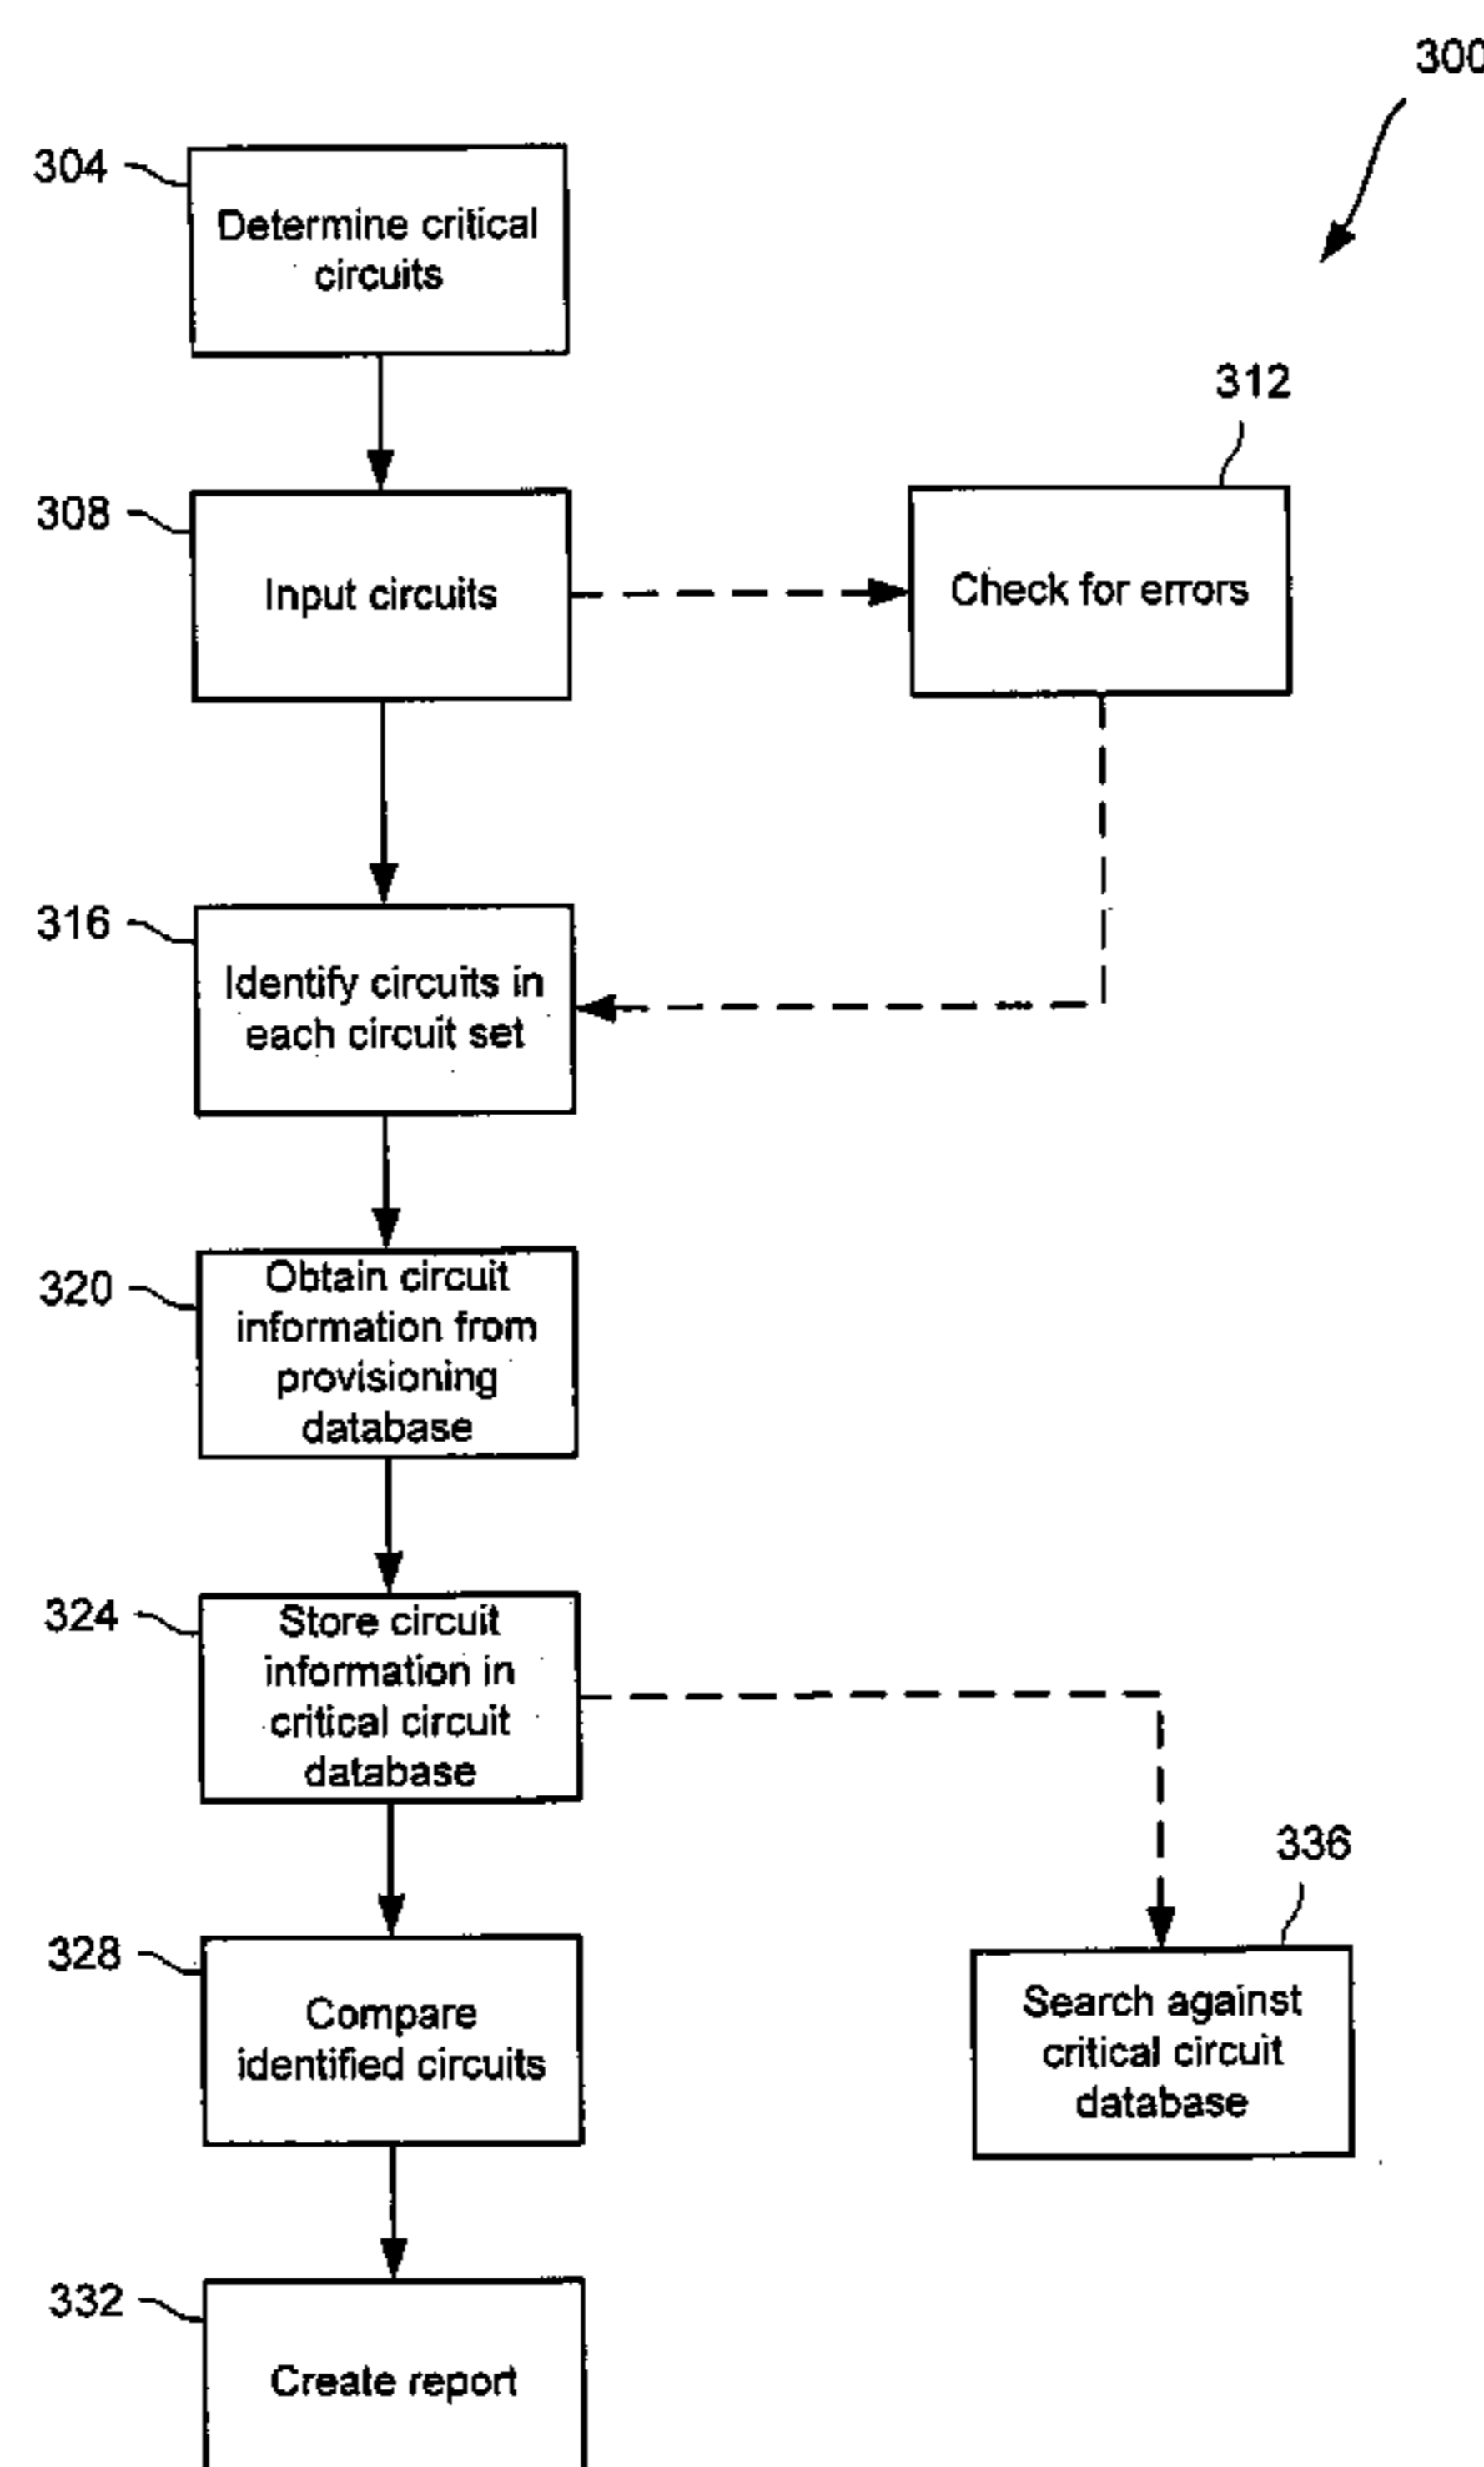 300
304
Determine critical
circuits
312
308
Input circuits
Check for errors
316
Identify circuits in
each circuit set
320
Obtain circuit
information from
provisioning
database
324
Store circuit
information in
critical circuit
database
336
328
Compare
identified circuits
Search against
critical circuit
database
332
Create report